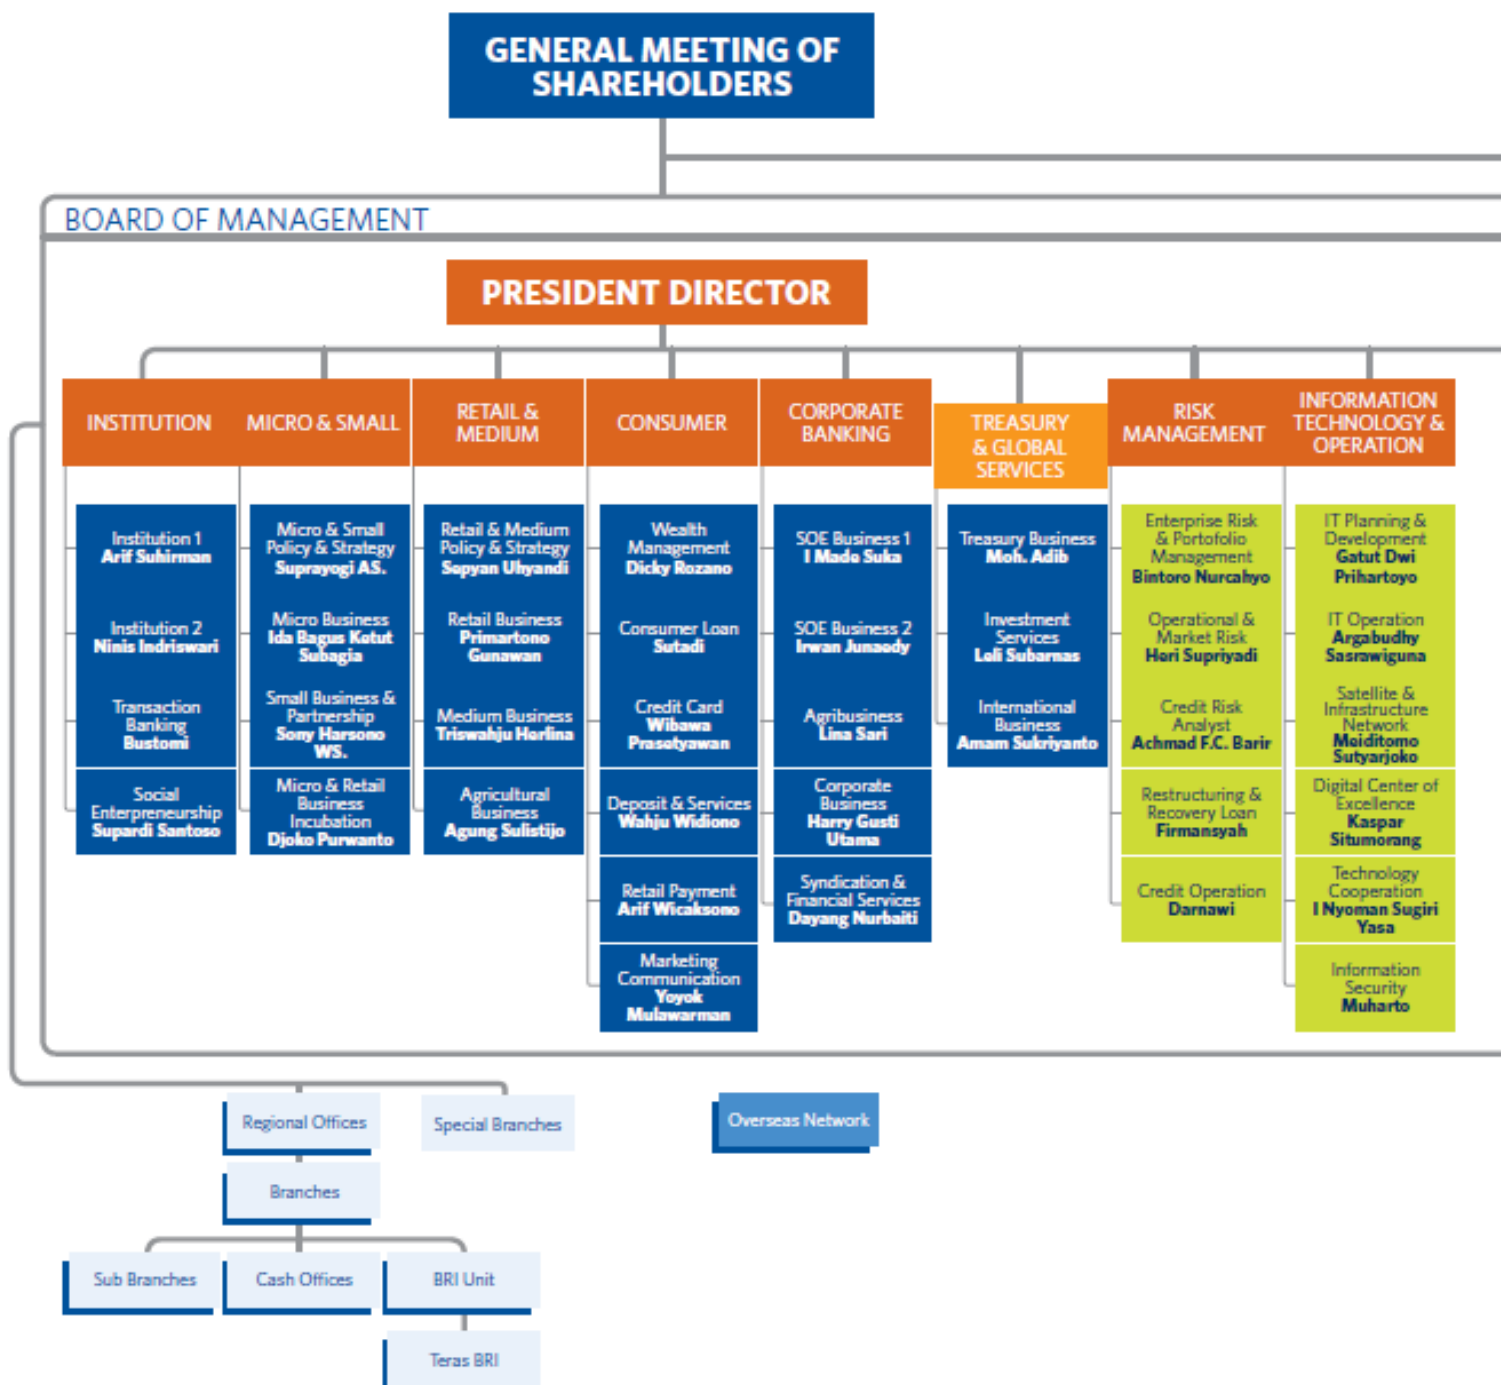 GENERAL MEETING OF
SHAREHOLDERS
BOARD OF MANAGEMENT
PRESIDENT DIRECTOR
INSTITUTION
Institution 1
Arif Suhirman
Institution 2
Ninis Indriswari
Transaction
Banking
Bustomi
Social
Enterpreneurship
Supardi Santoso
MICRO & SMALL
Micro & Small
Policy & Strategy
Suprayogi AS.
Micro Business
Ida Bagus Ketut
Subagia
Small Business &
Partnership
Sony Harsono
WS.
Micro & Retail
Business
Incubation
Djoko Purwanto
RETAIL &
MEDIUM
Retail & Medium
Policy & Strategy
Sepyan Uhyandi
Retail Business
Primartono
Gunawan
Medium Business
Triswahju Herlina
Agricultural
Business
Agung Sulistijo
CONSUMER
Wealth
Management
Dicky Rozano
Consumer Loan
Sutadi
Credit Card
Wibawa
Prasetyawan
Deposit & Services
Wahju Widiono
Retail Payment
Arif Wicaksono
Marketing
Communication
Yoyok
Mulawarman
CORPORATE
BANKING
SOE Business 1
I Made Suka
SOE Business 2
Irwan Junaedy
Agribusiness
Lina Sari
Corporate
Business
Harry Gusti
Utama
Syndication &
Financial Services
Dayang Nurbaiti
TREASURY
& GLOBAL
SERVICES
Treasury Business
Moh. Adib
Investment
Services
Leli Subarnas
International
Business
Amam Sukriyanto
RISK
MANAGEMENT
Enterprise Risk
& Portofolio
Management
Bintoro Nurcahyo
Operational &
Market Risk
Heri Supriyadi
Credit Risk
Analyst
Achmad F.C. Barir
Restructuring &
Recovery Loan
Firmansyah
Credit Operation
Darnawi
INFORMATION
TECHNOLOGY &
OPERATION
IT Planning &
Development
Gatut Dwi
Prihartoyo
IT Operation
Argabudhy
Sasrawiguna
Satellite &
Infrastructure
Network
Meiditomo
Sutyarjoko
Digital Center of
Excellence
Kaspar
Situmorang
Technology
Cooperation
I Nyoman Sugiri
Yasa
Information
Security
Muharto
Regional Offices
Special Branches
Overseas Network
Branches
Sub Branches
Cash Offices
BRI Unit
Teras BRI